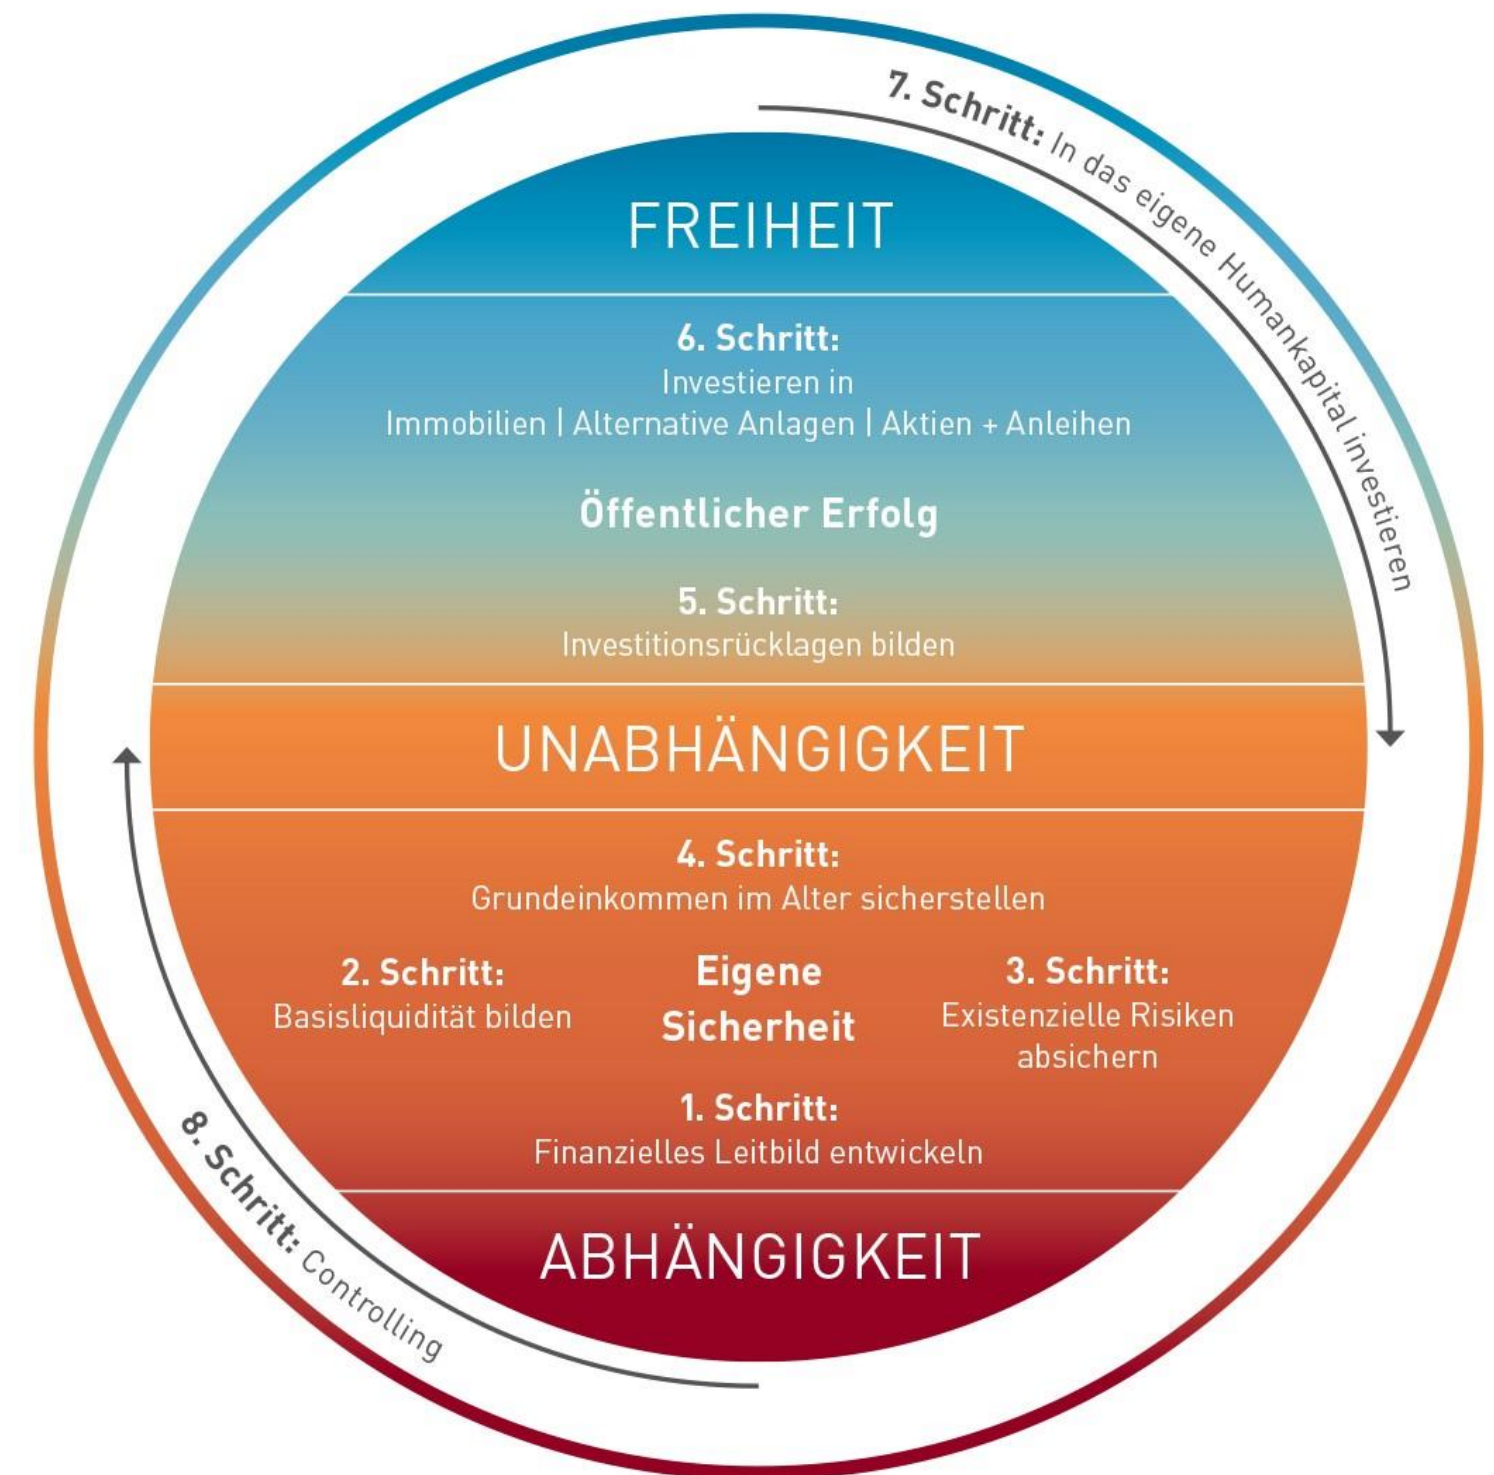 7. Schritt: In das eigene Humankapital investieren
FREIHEIT
6. Schritt:
Investieren in
Immobilien | Alternative Anlagen | Aktien + Anleihen
Öffentlicher Erfolg
5. Schritt:
Investitionsrücklagen bilden
UNABHÄNGIGKEIT
4. Schritt:
Grundeinkommen im Alter sicherstellen
2. Schritt:
Basisliquidität bilden
Eigene
Sicherheit
3. Schritt:
Existenzielle Risiken
absichern
1. Schritt:
Finanzielles Leitbild entwickeln
ABHÄNGIGKEIT
8. Schritt: Controlling